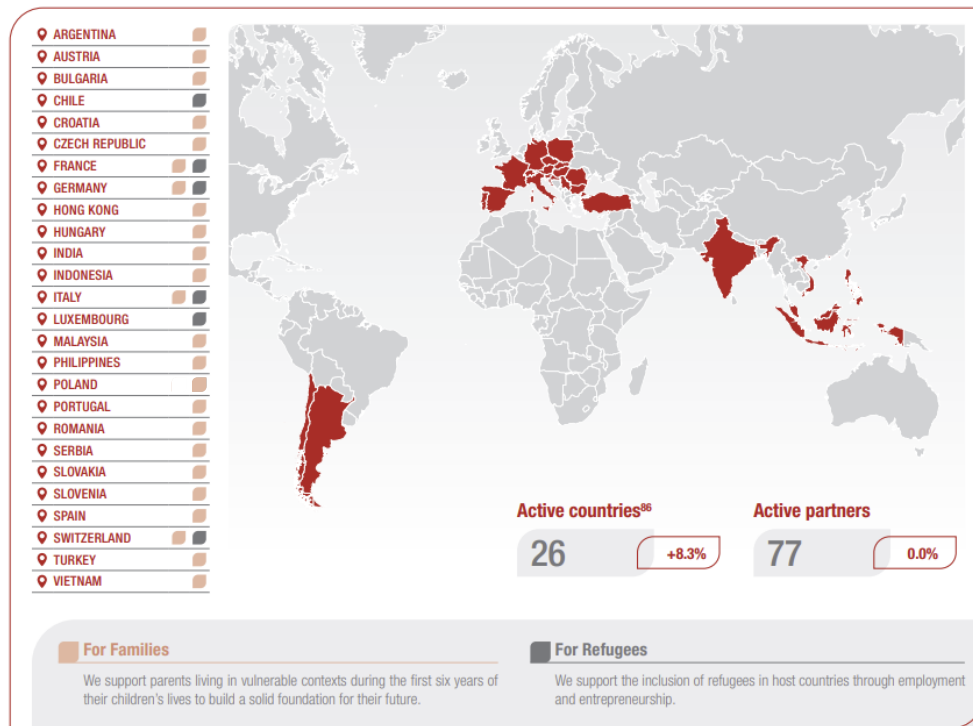 ARGENTINA
AUSTRIA
BULGARIA
CHILE
CROATIA
CZECH REPUBLIC
FRANCE
GERMANY
HONG KONG
HUNGARY
INDIA
INDONESIA
ITALY
LUXEMBOURG
MALAYSIA
PHILIPPINES
POLAND
PORTUGAL
ROMANIA
SERBIA
SLOVAKIA
SLOVENIA
SPAIN
SWITZERLAND
TURKEY
VIETNAM
Active countries⁸⁶
26
+8.3%
Active partners
77
0.0%
For Families
We support parents living in vulnerable contexts during the first six years of
their children's lives to build a solid foundation for their future.
For Refugees
We support the inclusion of refugees in host countries through employment
and entrepreneurship.